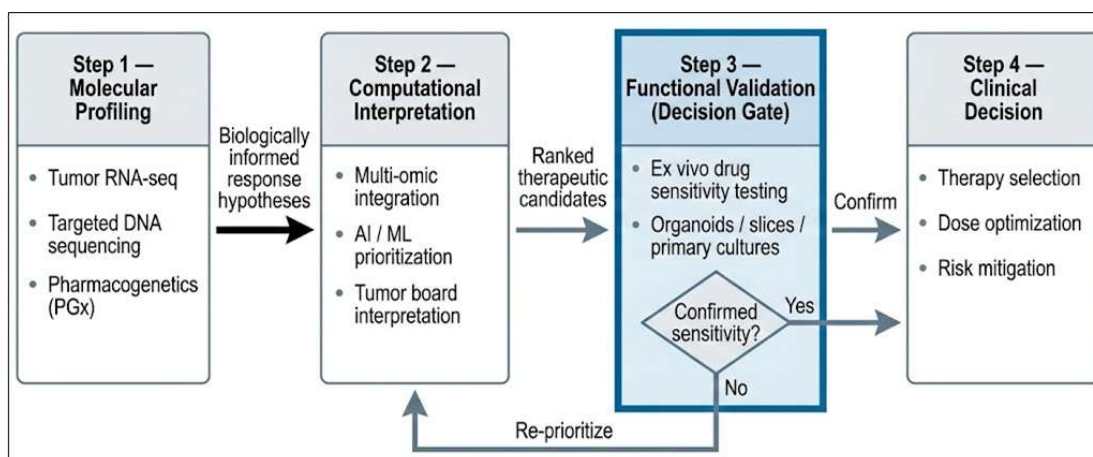 Step 1 —
Molecular
Profiling
• Tumor RNA-seq
• Targeted DNA
sequencing
• Pharmacogenetics
(PGx)
Biologically
informed
response
hypotheses
Step 2 —
Computational
Interpretation
• Multi-omic
integration
• AI / ML
prioritization
• Tumor board
interpretation
Ranked
therapeutic
candidates
Step 3 —
Functional Validation
(Decision Gate)
• Ex vivo drug
sensitivity testing
• Organoids / slices /
primary cultures
Confirmed
sensitivity?
Yes
No
Confirm
Re-prioritize
Step 4 —
Clinical
Decision
• Therapy selection
• Dose optimization
• Risk mitigation